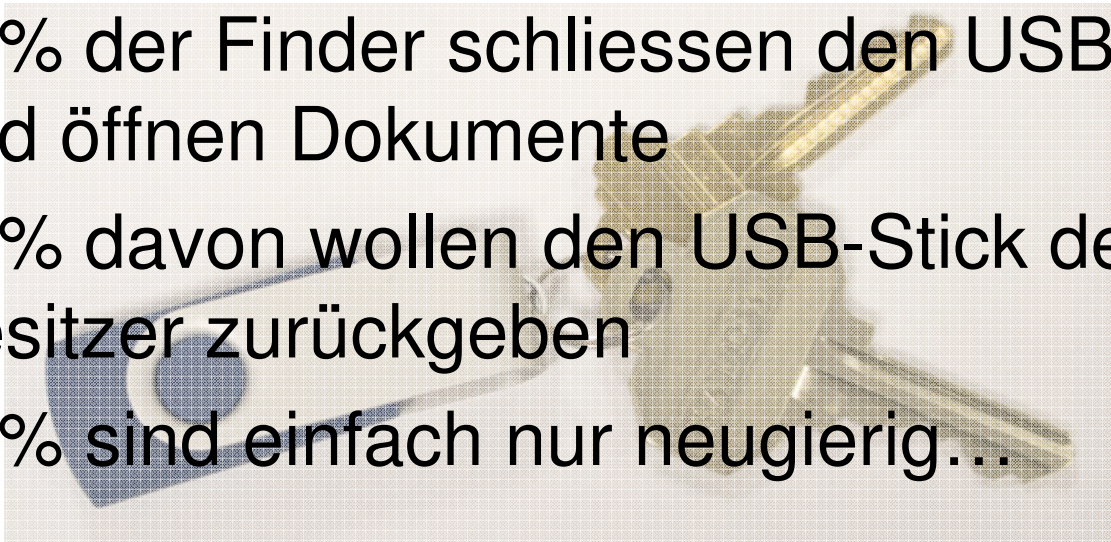 % der Finder schliessen den USB
d öffnen Dokumente
% davon wollen den USB-Stick de
sitzer zurückgeben
% sind einfach nur neugierig…